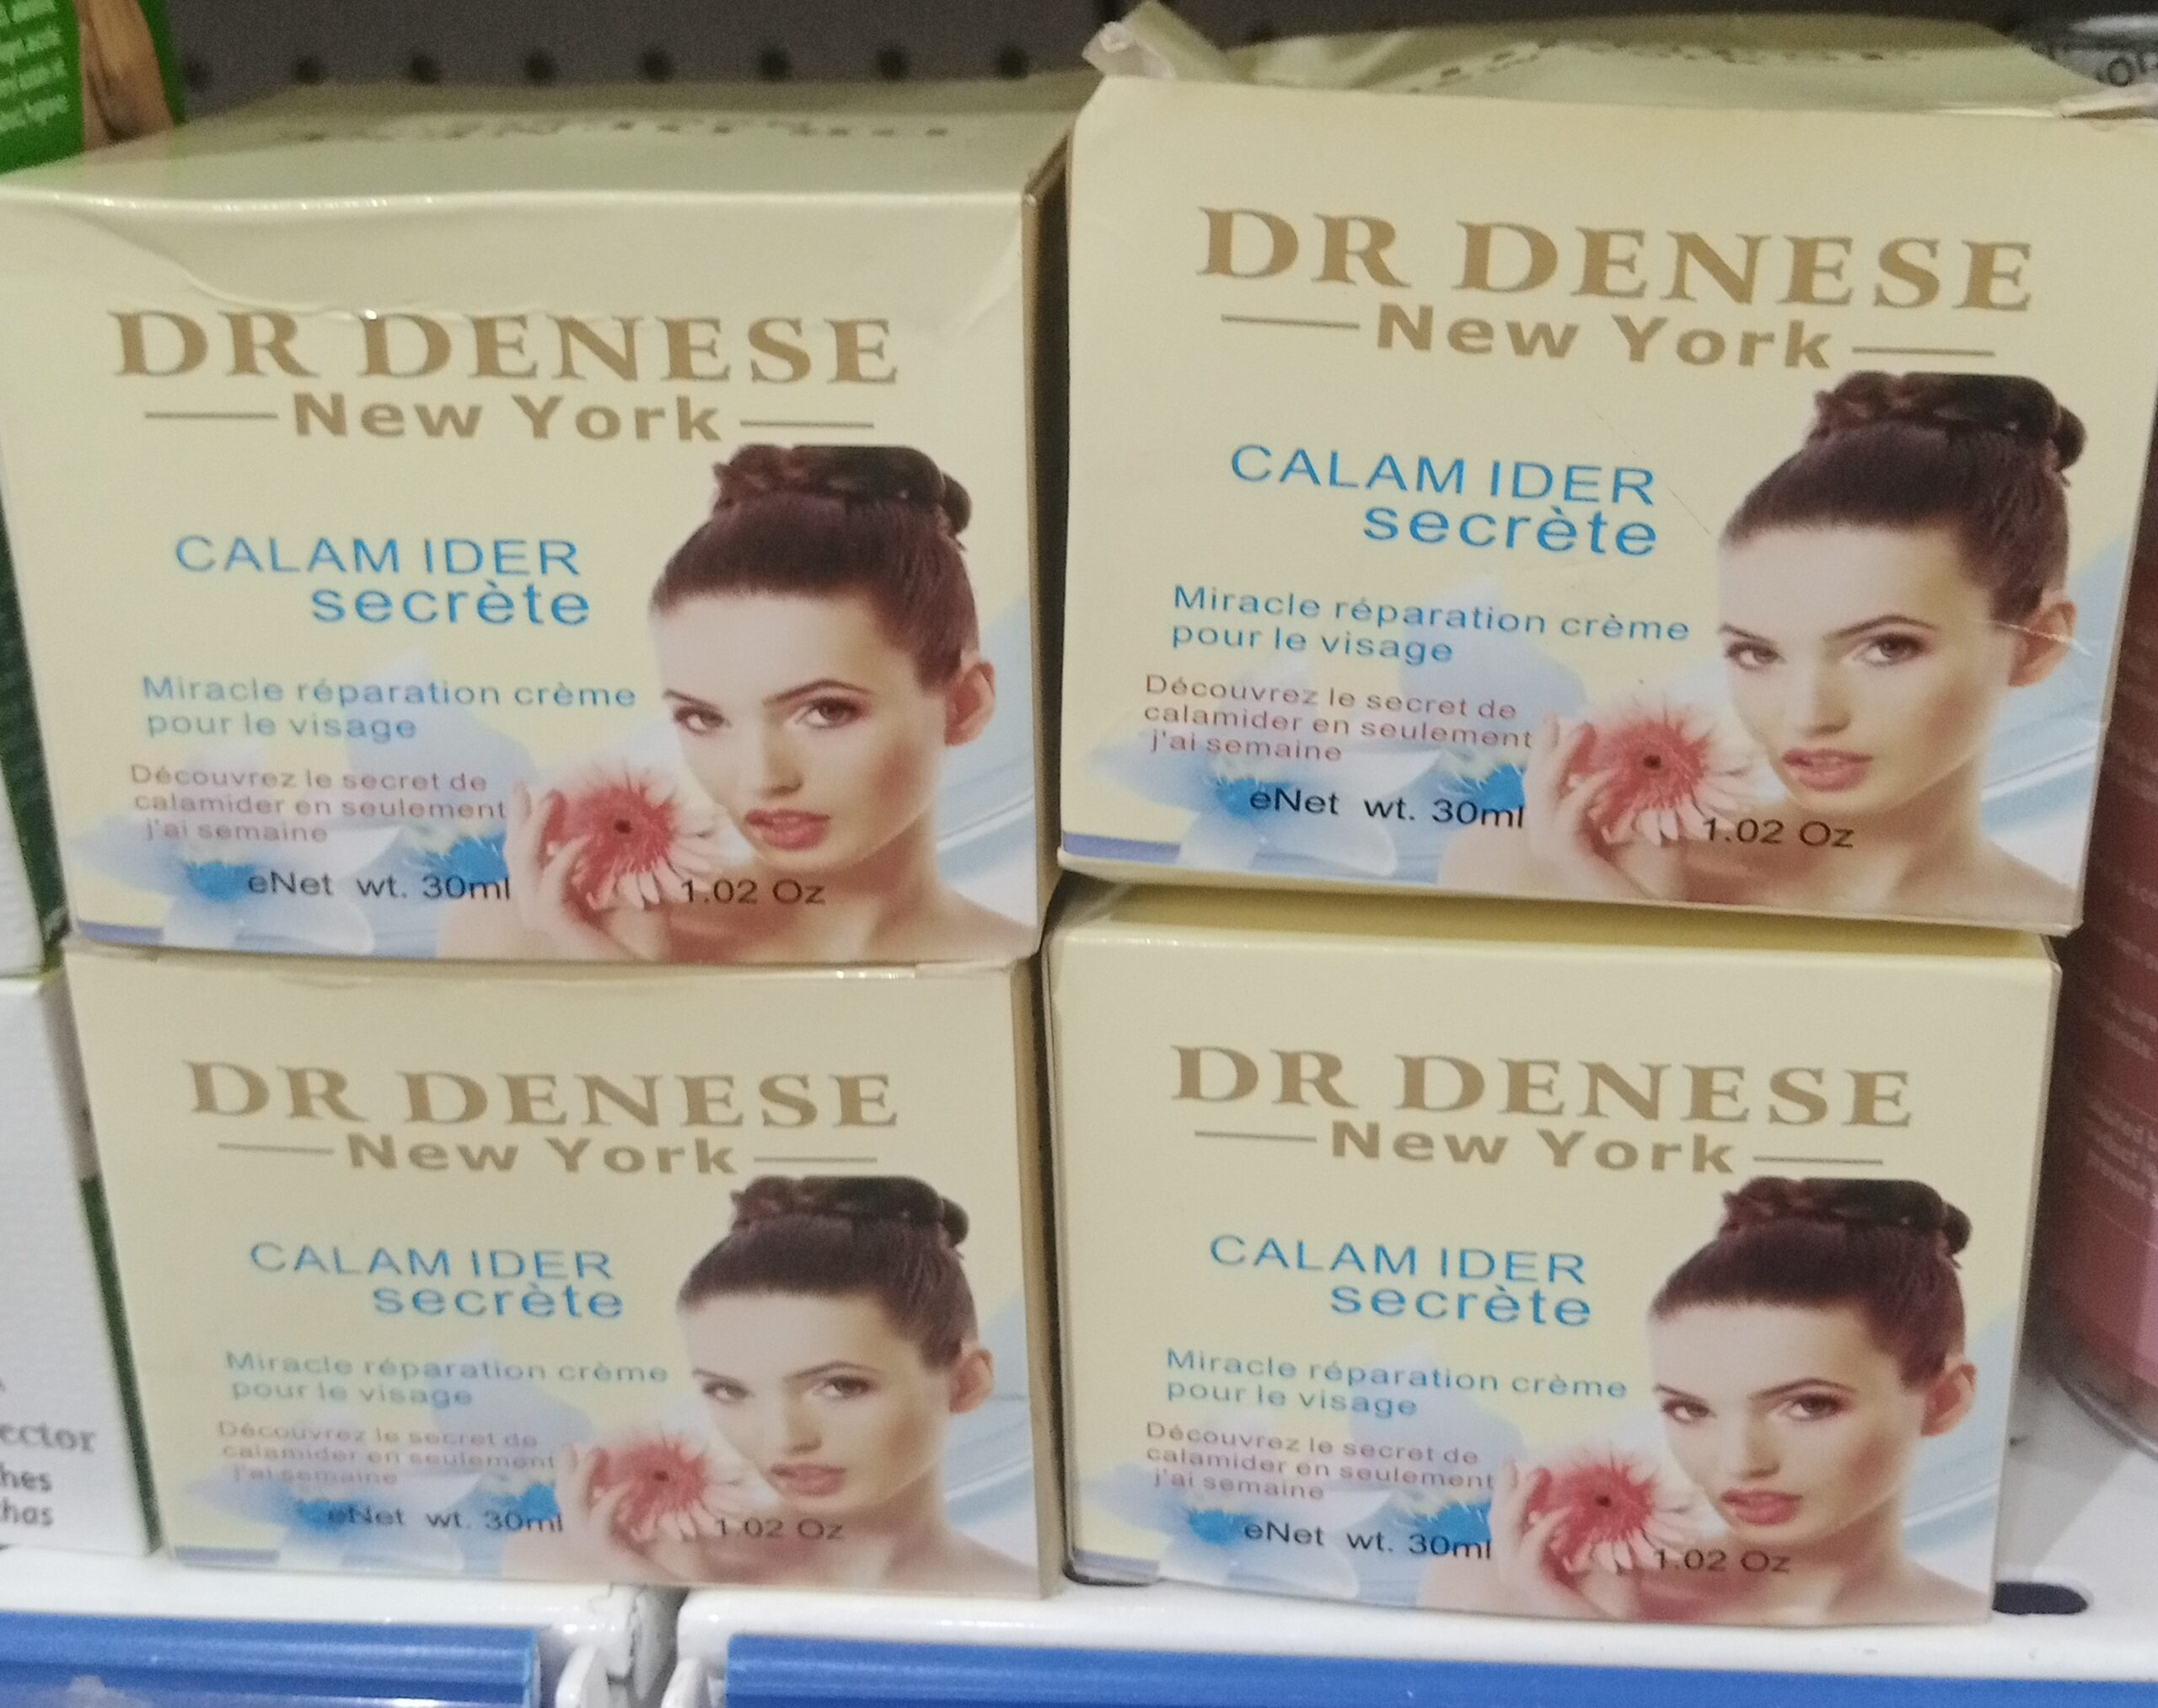 DR DENESE
New York
CALAM IDER
secrète
Miracle réparation crème
pour le visage
Découvrez le secret de
calamider en seulement
j'ai semaine
eNet wt. 30ml 1.02 Oz
DR DENESE
New York
CALAM IDER
secrète
Miracle réparation crème
pour le visage
Découvrez le secret de
calamider en seulement
j'ai semaine
eNet wt. 30ml 1.02 Oz
DR DENESE
New York
CALAM IDER
secrète
Miracle réparation crème
pour le visage
Découvrez le secret de
calamider en seulement
j'ai semaine
eNet wt. 30ml 1.02 Oz
DR DENESE
New York
CALAM IDER
secrète
Miracle réparation crème
pour le visage
Découvrez le secret de
calamider en seulement
j'ai semaine
eNet wt. 30ml 1.02 Oz
ector
hes
has